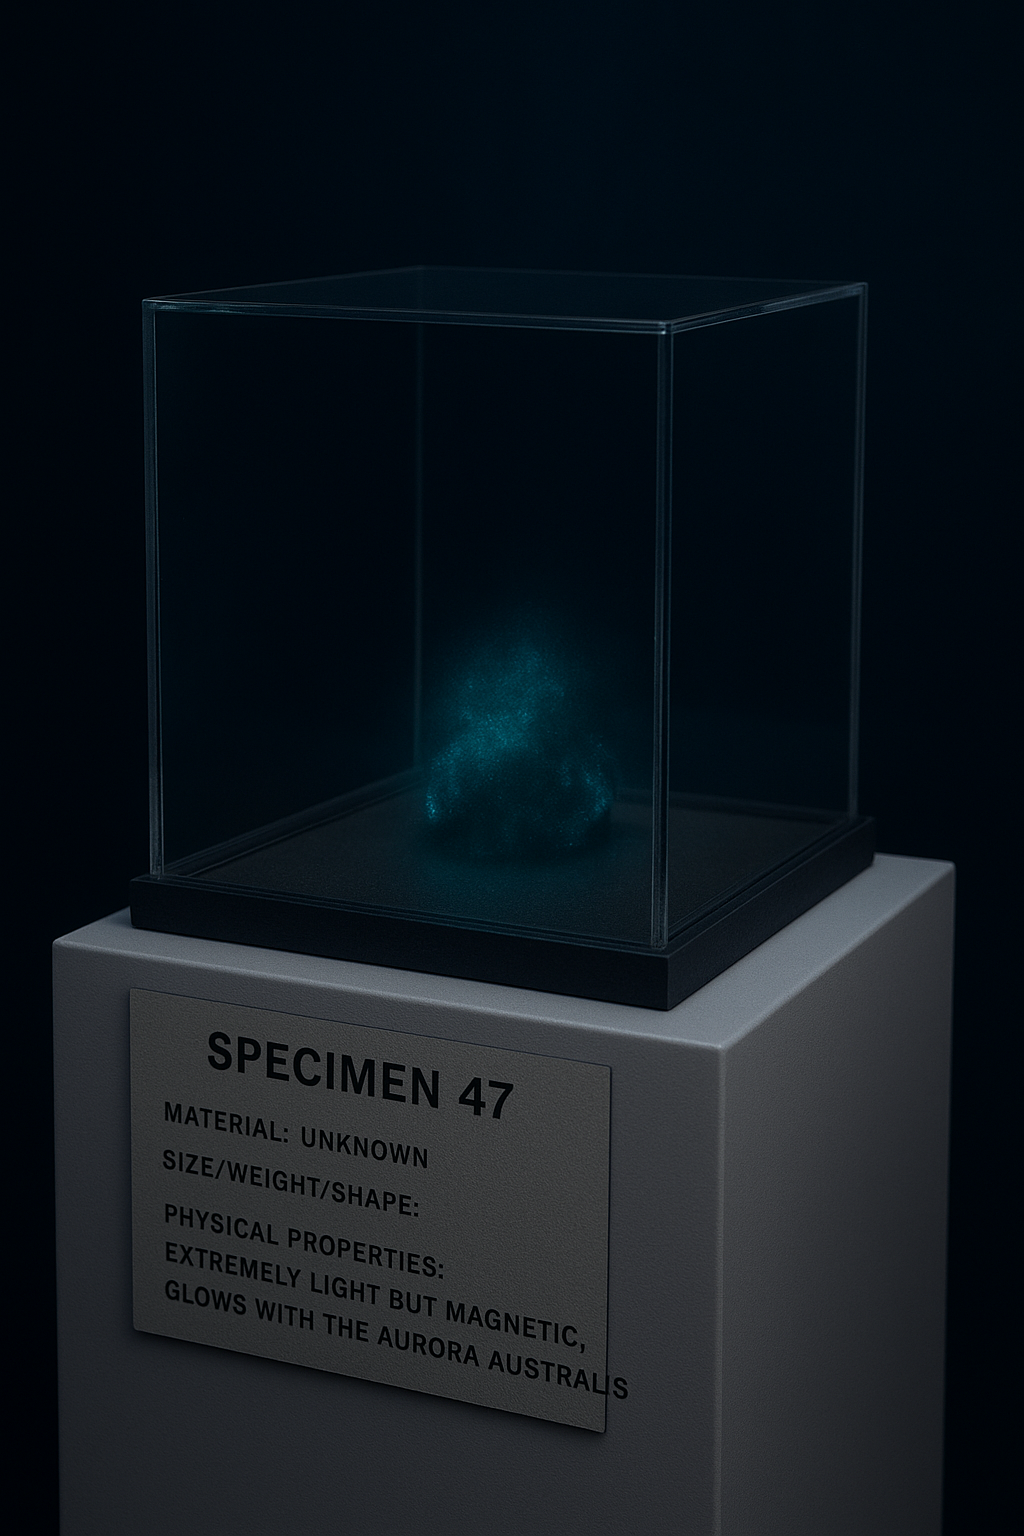 SPECIMEN 47
MATERIAL: UNKNOWN
SIZE/WEIGHT/SHAPE:
PHYSICAL PROPERTIES:
EXTREMELY LIGHT BUT MAGNETIC,
GLOWS WITH THE AURORA AUSTRALIS